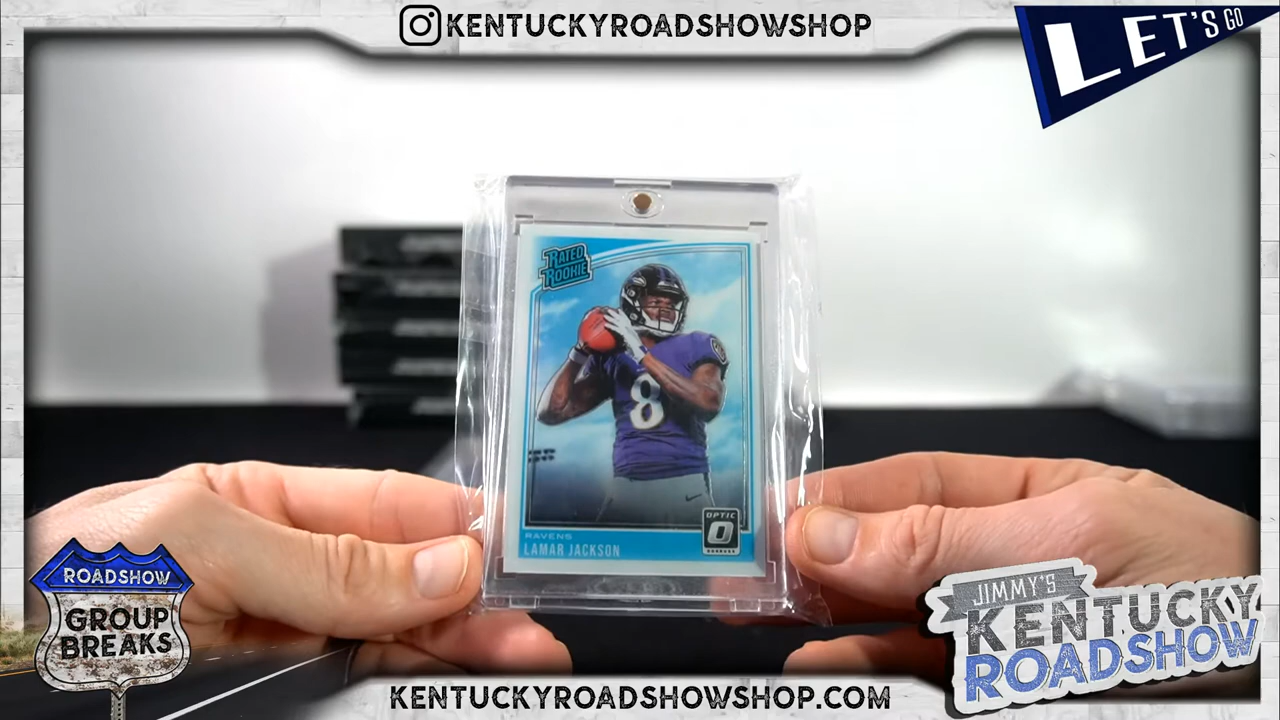 KENTUCKYROADSHOWSHOP
LET'S GO
RATED
ROOKIE
8
OPTIC
RAVENS
LAMAR JACKSON
ROADSHOW
GROUP
BREAKS
JIMMY'S
KENTUCKY
ROADSHOW
KENTUCKYROADSHOWSHOP.COM